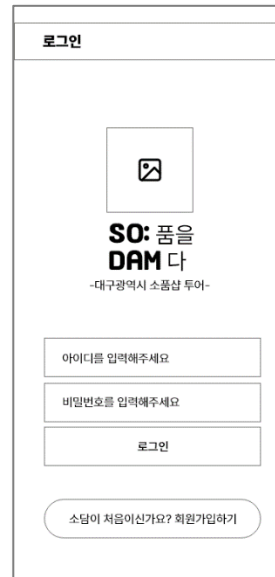 로그인
SO: 품을
DAM 다
-대구광역시 소품샵 투어-
아이디를 입력해주세요
비밀번호를 입력해주세요
로그인
소담이 처음이신가요? 회원가입하기